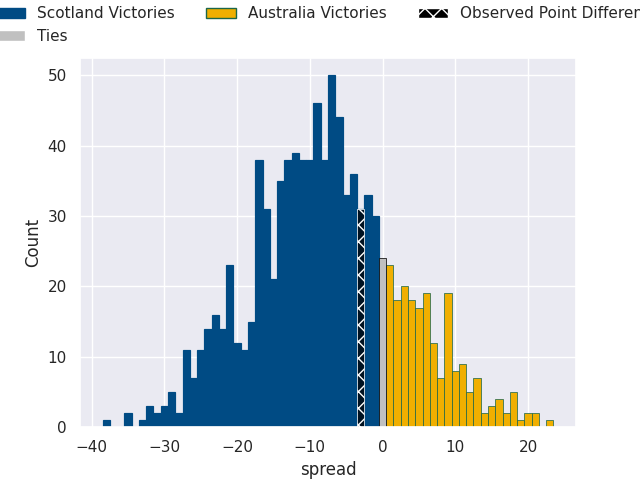 Scotland Victories
Australia Victories
Observed Point Differen
Ties
50
40
30
20
10
0
Count
−40
−30
−20
−10
0
10
20
spread